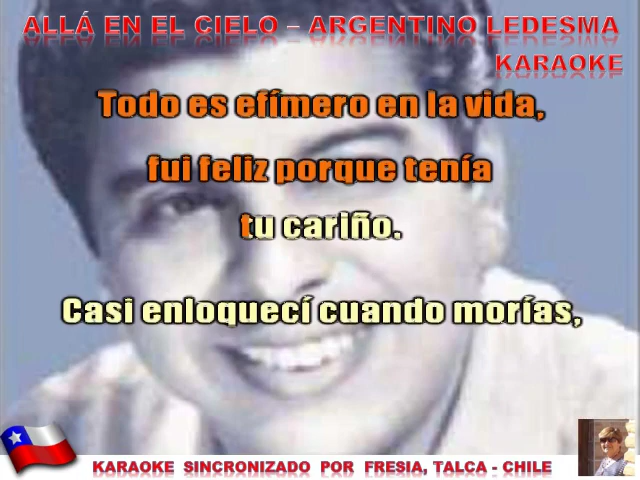 ALLÁ EN EL CIELO – ARGENTINO LEDESMA
KARAOKE
Todo es efímero en la vida,
fui feliz porque tenía
tu cariño.
Casi enloquecí cuando morías,
KARAOKE SINCRONIZADO POR FRESIA, TALCA - CHILE